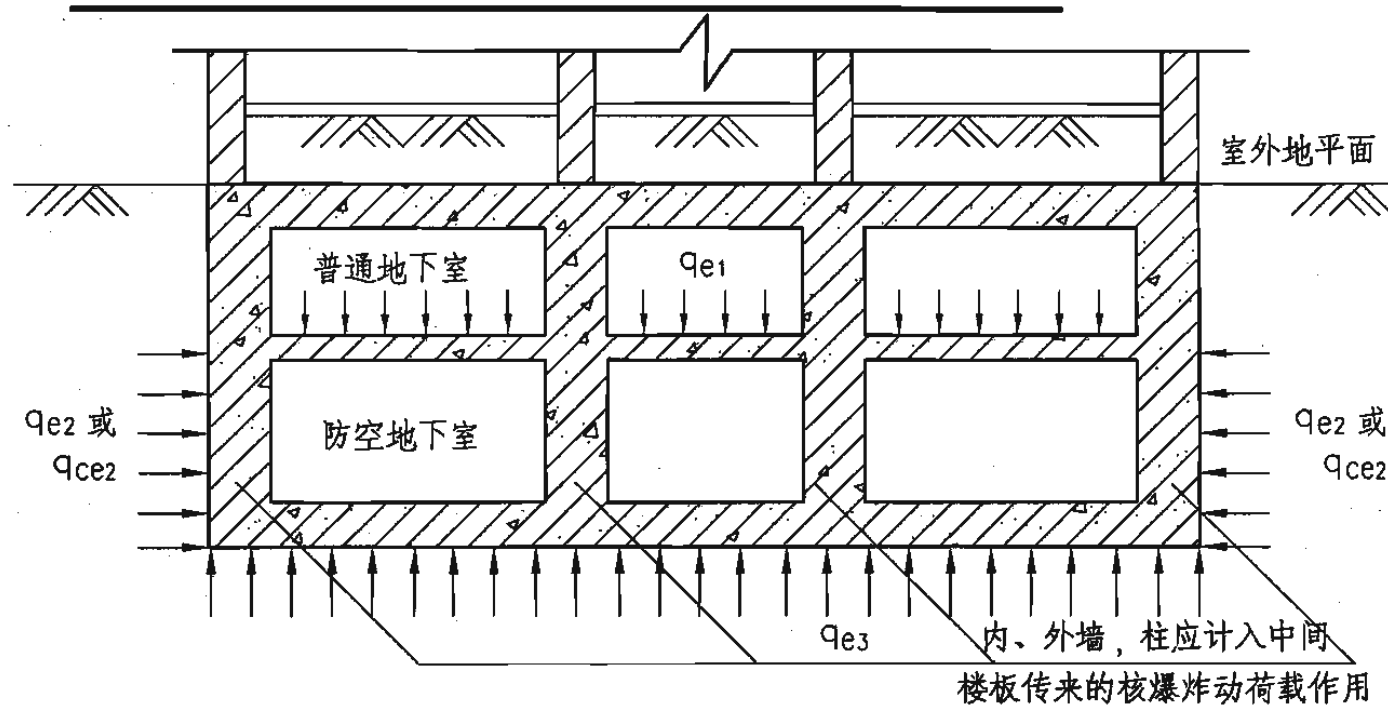 室外地平面
普通地下室
qe1
qe2 或
qce2
防空地下室
qe2 或
qce2
qe3
内、外墙，柱应计入中间
楼板传来的核爆炸动荷载作用